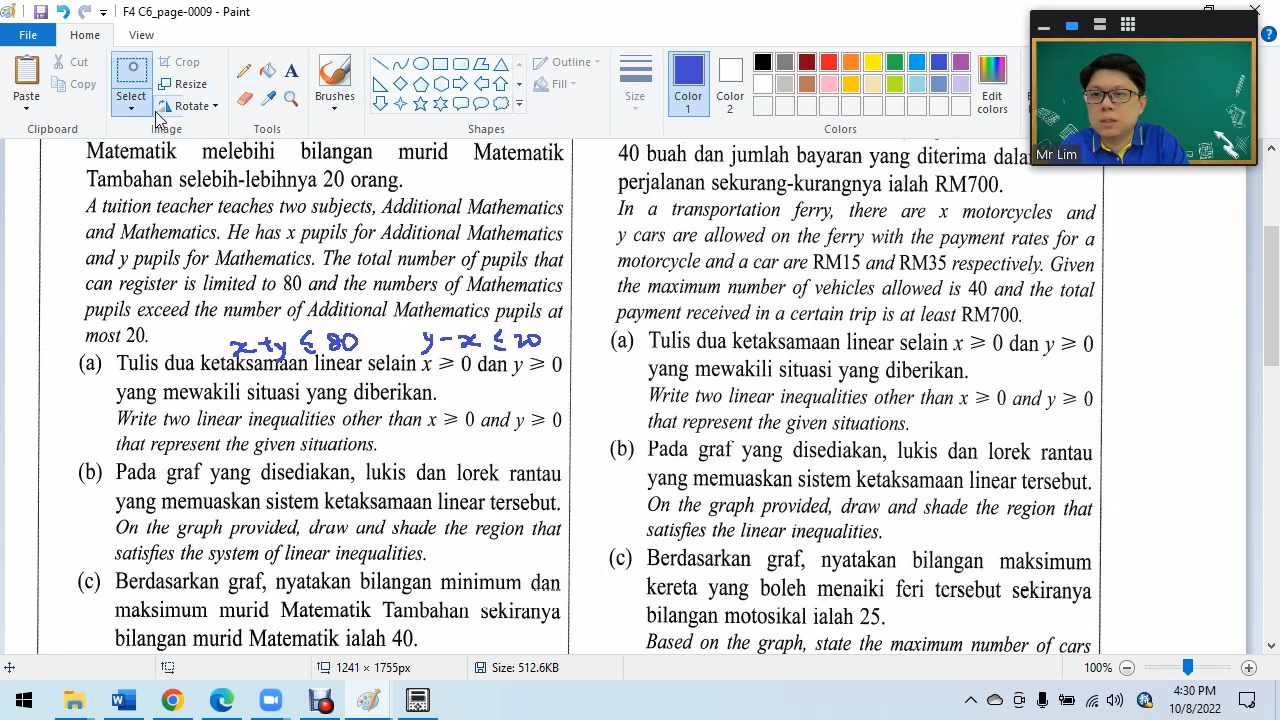 F4 C6_page-0009 - Paint
File
Home
View
Paste
Cut
Copy
Clipboard
Select
Crop
Resize
Rotate
Image
Tools
Brushes
Shapes
Outline
Fill
Size
Color 1
Color 2
Edit colors
Colors
Mr Lim
Matematik melebihi bilangan murid Matematik
Tambahan selebih-lebihnya 20 orang.
A tuition teacher teaches two subjects, Additional Mathematics
and Mathematics. He has x pupils for Additional Mathematics
and y pupils for Mathematics. The total number of pupils that
can register is limited to 80 and the numbers of Mathematics
pupils exceed the number of Additional Mathematics pupils at
most 20.
x + y ≤ 80 y - x ≤ 20
(a) Tulis dua ketaksamaan linear selain x ⩾ 0 dan y ⩾ 0
yang mewakili situasi yang diberikan.
Write two linear inequalities other than x ⩾ 0 and y ⩾ 0
that represent the given situations.
(b) Pada graf yang disediakan, lukis dan lorek rantau
yang memuaskan sistem ketaksamaan linear tersebut.
On the graph provided, draw and shade the region that
satisfies the system of linear inequalities.
(c) Berdasarkan graf, nyatakan bilangan minimum dan
maksimum murid Matematik Tambahan sekiranya
bilangan murid Matematik ialah 40.
40 buah dan jumlah bayaran yang diterima
perjalanan sekurang-kurangnya ialah RM700.
In a transportation ferry, there are x motorcycles and
y cars are allowed on the ferry with the payment rates for a
motorcycle and a car are RM15 and RM35 respectively. Given
the maximum number of vehicles allowed is 40 and the total
payment received in a certain trip is at least RM700.
(a) Tulis dua ketaksamaan linear selain x ⩾ 0 dan y ⩾ 0
yang mewakili situasi yang diberikan.
Write two linear inequalities other than x ⩾ 0 and y ⩾ 0
that represent the given situations.
(b) Pada graf yang disediakan, lukis dan lorek rantau
yang memuaskan sistem ketaksamaan linear tersebut.
On the graph provided, draw and shade the region that
satisfies the linear inequalities.
(c) Berdasarkan graf, nyatakan bilangan maksimum
kereta yang boleh menaiki feri tersebut sekiranya
bilangan motosikal ialah 25.
Based on the graph, state the maximum number of cars
1241 × 1755px
Size: 512.6KB
100%
4:30 PM
10/8/2022